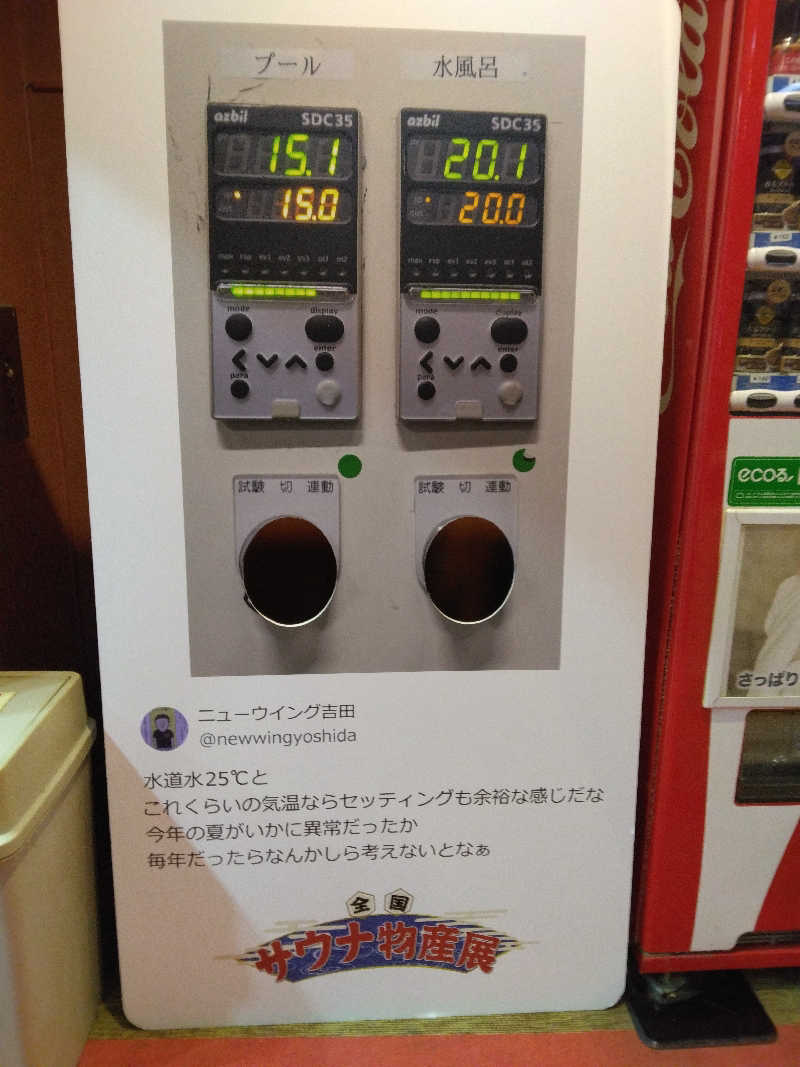 プール
水風呂
azbil SDC35
15.1
15.0
mode
display
enter
para
azbil SDC35
20.1
20.0
mode
display
enter
para
試験 切 連動
試験 切 連動
ニューウイング吉田
@newwingyoshida
水道水25℃と
これくらいの気温ならセッティングも余裕な感じだな
今年の夏がいかに異常だったか
毎年だったらなんかしら考えないとなぁ
全国
サウナ物産展
ecoる
さっぱり